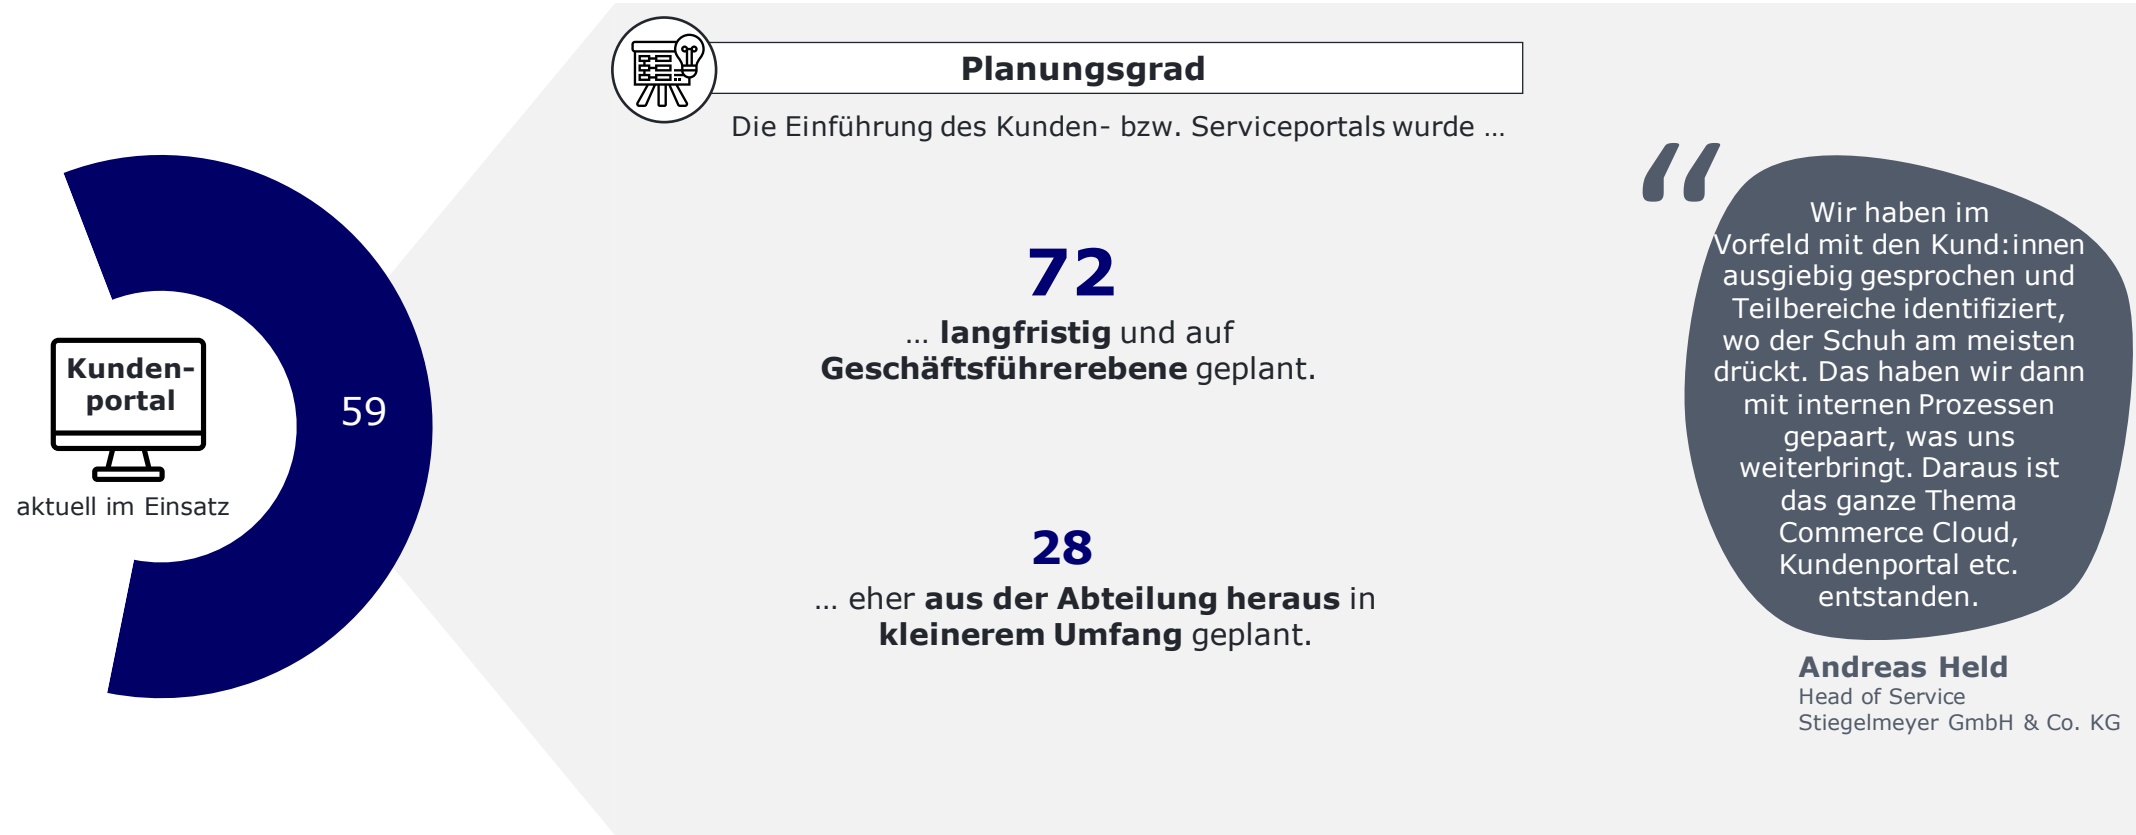 Planungsgrad
Die Einführung des Kunden- bzw. Serviceportals wurde ...
Kunden-
portal
aktuell im Einsatz
59
72
... langfristig und auf
Geschäftsführerebene geplant.
28
... eher aus der Abteilung heraus in
kleinerem Umfang geplant.
“
Wir haben im
Vorfeld mit den Kund:innen
ausgiebig gesprochen und
Teilbereiche identifiziert,
wo der Schuh am meisten
drückt. Das haben wir dann
mit internen Prozessen
gepaart, was uns
weiterbringt. Daraus ist
das ganze Thema
Commerce Cloud,
Kundenportal etc.
entstanden.
Andreas Held
Head of Service
Stiegelmeyer GmbH & Co. KG